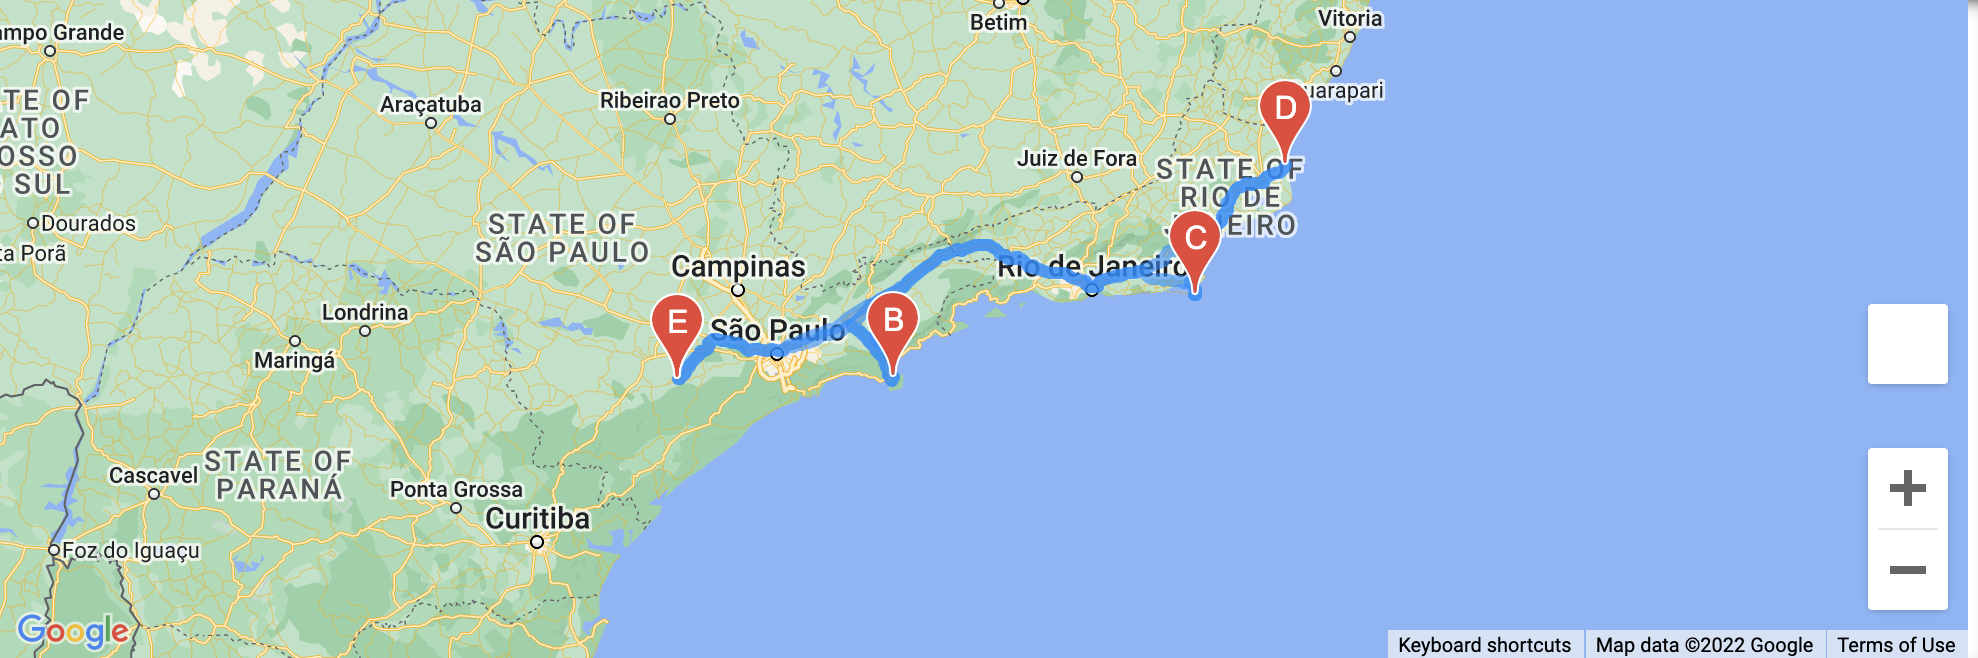 ampo Grande
Betim
Vitoria
Araçatuba
Ribeirao Preto
uarapari
D
TE OF
ATO
OSSO
SUL
Juiz de Fora
STATE OF
RIO DE
J NEIRO
Dourados
ta Porã
STATE OF
SÃO PAULO
C
Campinas
Rio de Janeiro
Londrina
E
São Paulo
B
Maringá
Cascavel
STATE OF
PARANÁ
Ponta Grossa
Curitiba
Foz do Iguaçu
Google
Keyboard shortcuts
Map data ©2022 Google
Terms of Use